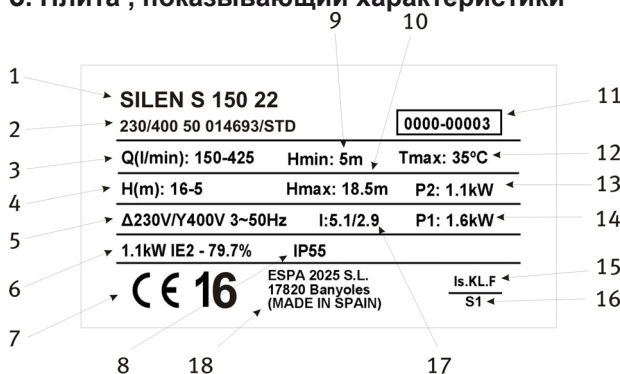 3. Плита , показывающий характеристики
9 10
1 SILEN S 150 22 11
2 230/400 50 014693/STD 0000-00003
3 Q(l/min): 150-425 Hmin: 5m Tmax: 35ºC 12
4 H(m): 16-5 Hmax: 18.5m P2: 1.1kW 13
5 Δ230V/Y400V 3~50Hz I:5.1/2.9 P1: 1.6kW 14
6 1.1kW IE2 - 79.7% IP55
7 CE 16 ESPA 2025 S.L. Is.KL.F 15
17820 Banyoles S1 16
(MADE IN SPAIN)
8 18 17